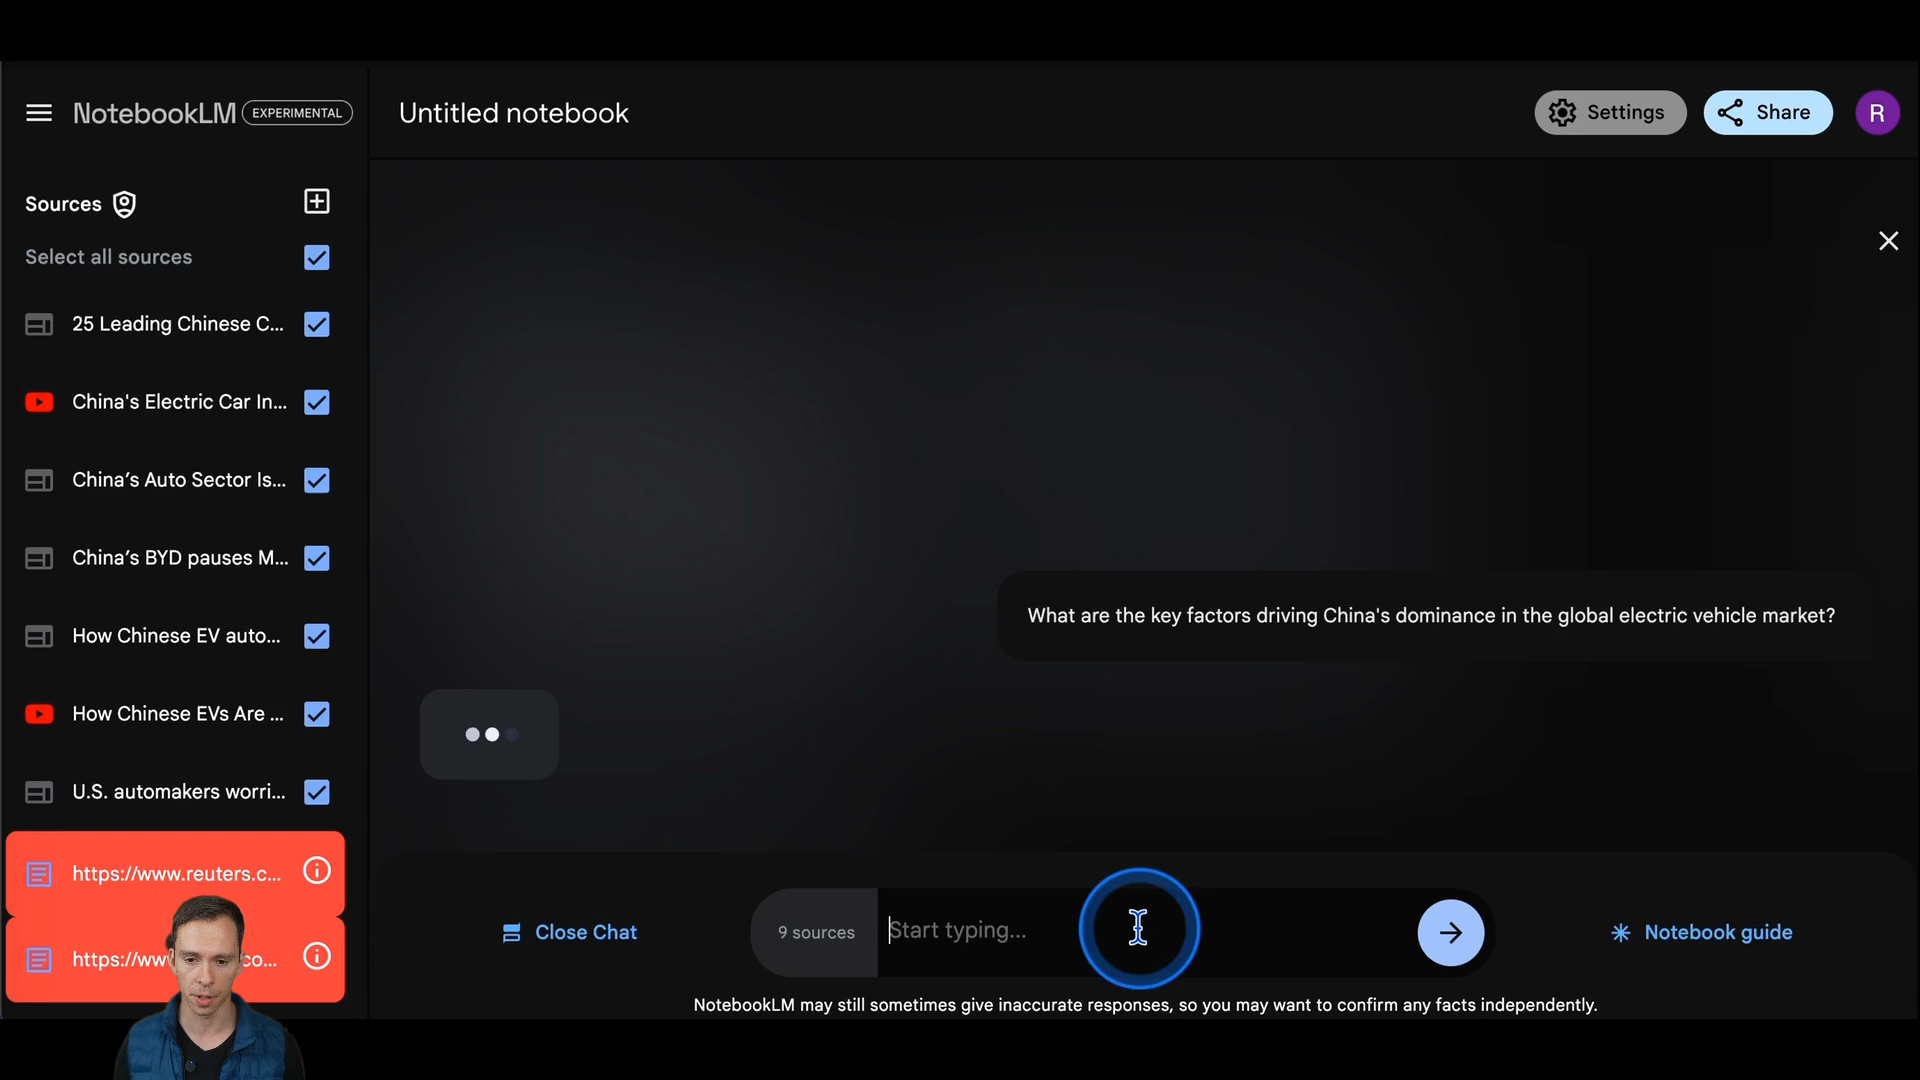 NotebookLM EXPERIMENTAL
Untitled notebook
Settings
Share
R
Sources
Select all sources
25 Leading Chinese C...
China's Electric Car In...
China’s Auto Sector Is...
China’s BYD pauses M...
How Chinese EV auto...
How Chinese EVs Are ...
U.S. automakers worri...
https://www.reuters.c...
https://ww
co...
What are the key factors driving China's dominance in the global electric vehicle market?
Close Chat
9 sources
Start typing...
Notebook guide
NotebookLM may still sometimes give inaccurate responses, so you may want to confirm any facts independently.